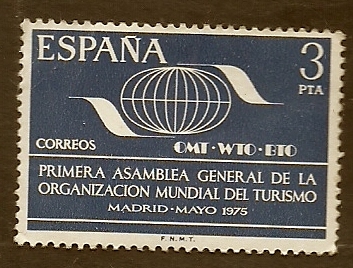 ESPAÑA 3
PTA
CORREOS OMT·WTO·BTO
PRIMERA ASAMBLEA GENERAL DE LA
ORGANIZACION MUNDIAL DEL TURISMO
MADRID·MAYO 1975
F.N.M.T.